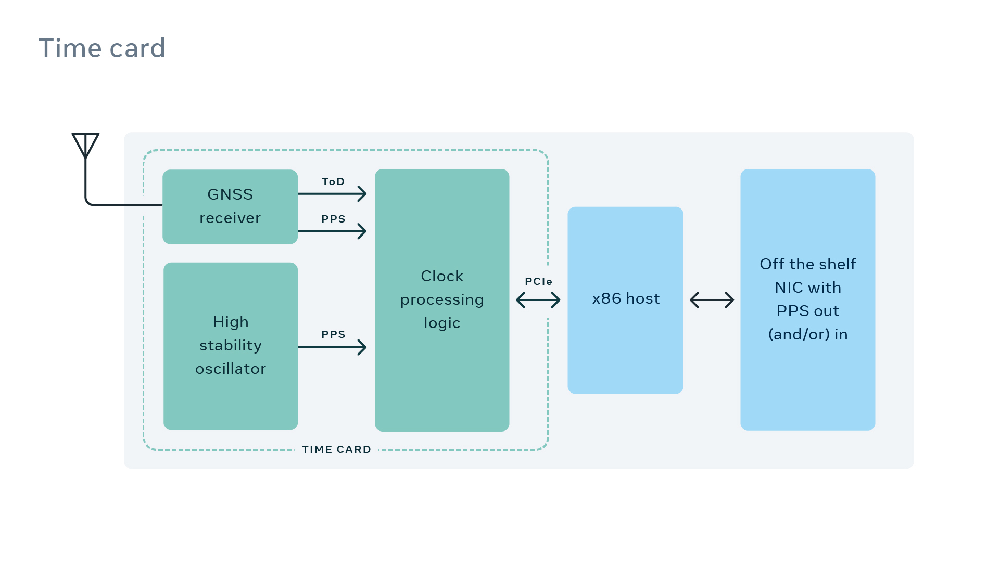 Time card
GNSS
receiver
ToD
PPS
High
stability
oscillator
PPS
Clock
processing
logic
PCIe
x86 host
Off the shelf
NIC with
PPS out
(and/or) in
TIME CARD